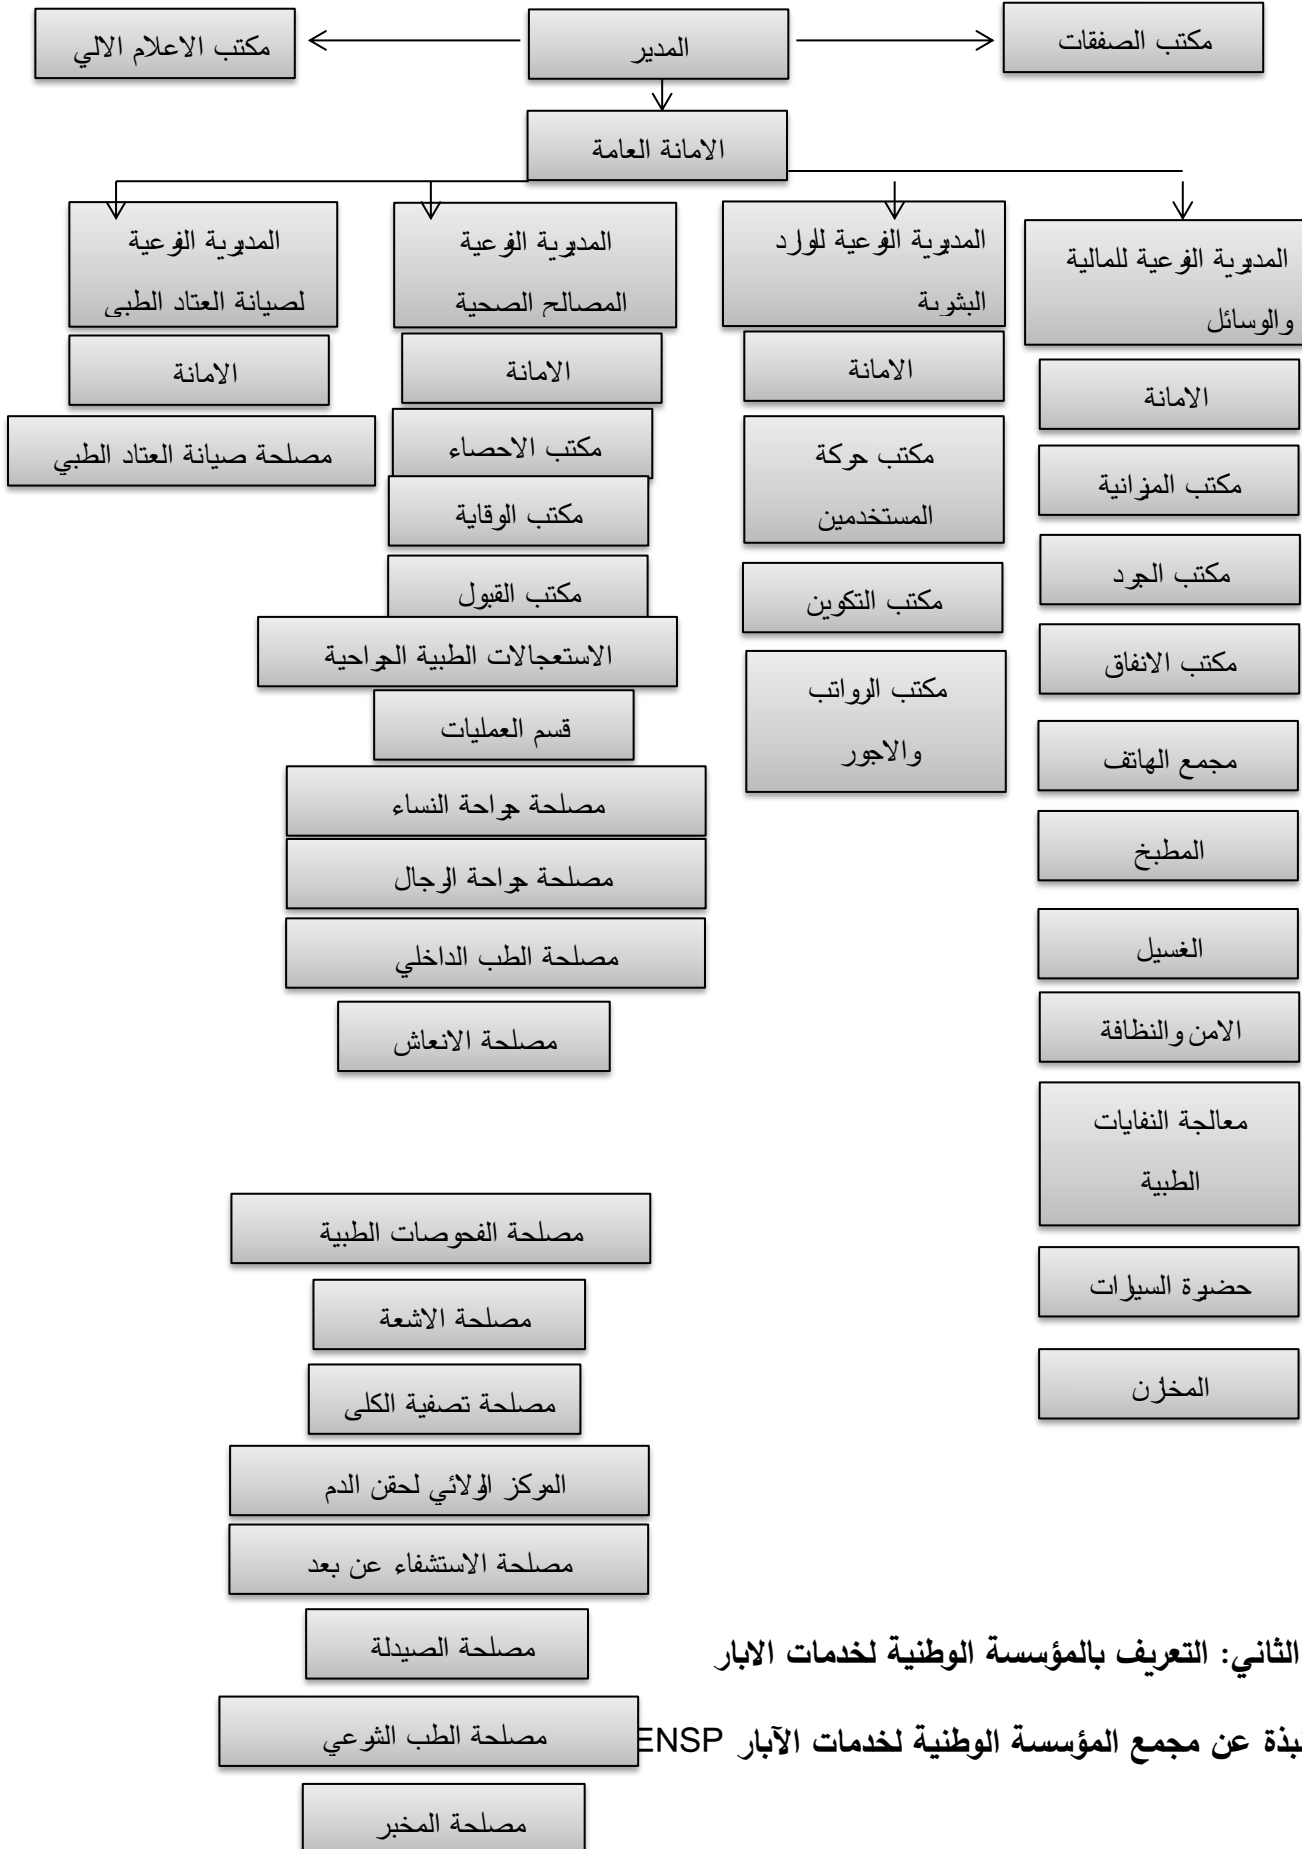 مكتب الصفقات
المدير
مكتب الاعلام الالي
الامانة العامة
المديرية الفرعية للمالية
والوسائل
الامانة
مكتب الميزانية
مكتب الجرد
مكتب الانفاق
مجمع الهاتف
المطبخ
الغسيل
الامن والنظافة
معالجة النفايات
الطبية
حضيرة السيارات
المخازن
المديرية الفرعية للوارد
البشرية
الامانة
مكتب حركة
المستخدمين
مكتب التكوين
مكتب الرواتب
والاجور
المديرية الفرعية
المصالح الصحية
الامانة
مكتب الاحصاء
مكتب الوقاية
مكتب القبول
الاستعجالات الطبية الجراحية
قسم العمليات
مصلحة جراحة النساء
مصلحة جراحة الرجال
مصلحة الطب الداخلي
مصلحة الانعاش
مصلحة الفحوصات الطبية
مصلحة الاشعة
مصلحة تصفية الكلى
المركز الولائي لحقن الدم
مصلحة الاستشفاء عن بعد
مصلحة الصيدلة
مصلحة الطب الشرعي
مصلحة المخبر
المديرية الفرعية
لصيانة العتاد الطبي
الامانة
مصلحة صيانة العتاد الطبي
الثاني: التعريف بالمؤسسة الوطنية لخدمات الابار
عن مجمع المؤسسة الوطنية لخدمات الآبار ENSP